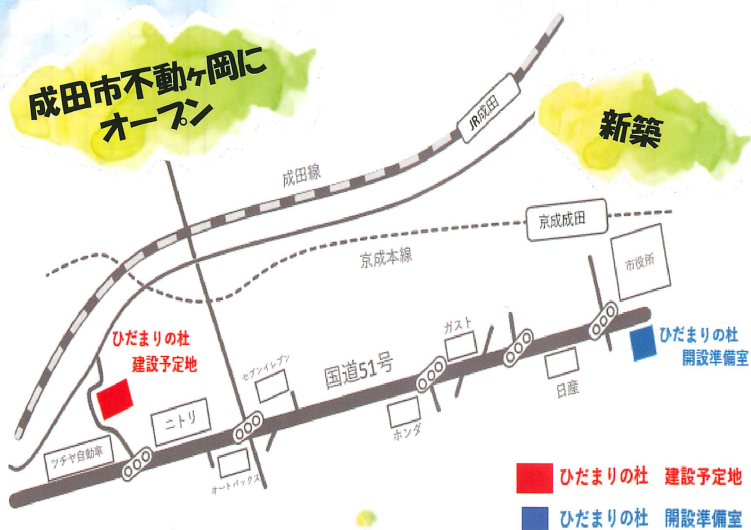 成田市不動ヶ岡に
オープン
新築
JR成田
成田線
京成成田
京成本線
市役所
ひだまりの杜
建設予定地
ひだまりの杜
開設準備室
ガスト
セブンイレブン
国道51号
日産
ニトリ
ホンダ
ツチヤ自動車
オートバックス
ひだまりの杜 建設予定地
ひだまりの杜 開設準備室